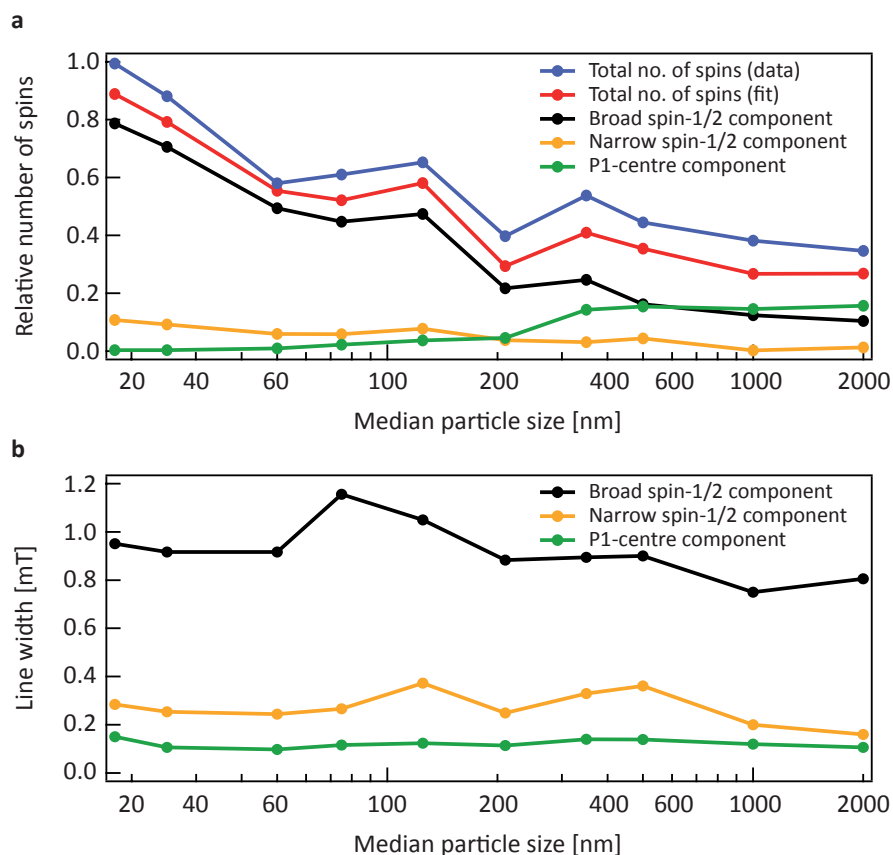 a
1.0
0.8
0.6
0.4
0.2
0.0
Relative number of spins
Total no. of spins (data)
Total no. of spins (fit)
Broad spin-1/2 component
Narrow spin-1/2 component
P1-centre component
20 40 60 100 200 400 600 1000 2000
Median particle size [nm]
b
1.2
1.0
0.8
0.6
0.4
0.2
0.0
Line width [mT]
Broad spin-1/2 component
Narrow spin-1/2 component
P1-centre component
20 40 60 100 200 400 600 1000 2000
Median particle size [nm]